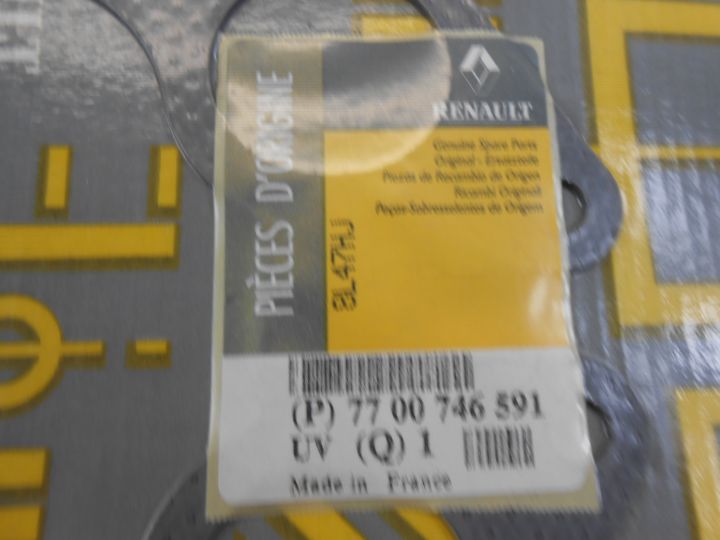 RENAULT
PIÈCES D'ORIGINE
Genuine Spare Parts
Original - Ersatzteile
Piezas de Recambio de Origen
Ricambi Originali
Peças-Sobressalentes de Origem
8L47HJ
(P) 77 00 746 591
UV (Q) 1
Made in France